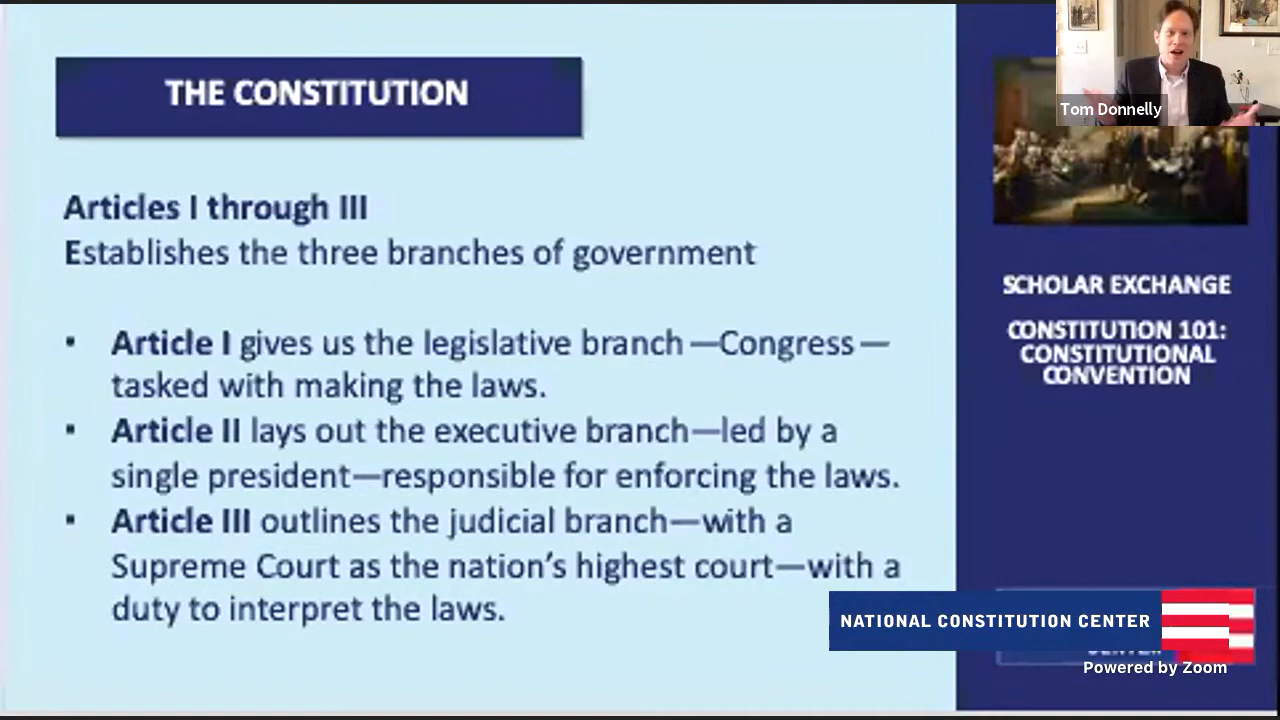 THE CONSTITUTION
Articles I through III
Establishes the three branches of government
▪ Article I gives us the legislative branch—Congress—
tasked with making the laws.
▪ Article II lays out the executive branch—led by a
single president—responsible for enforcing the laws.
▪ Article III outlines the judicial branch—with a
Supreme Court as the nation’s highest court—with a
duty to interpret the laws.
Tom Donnelly
SCHOLAR EXCHANGE
CONSTITUTION 101:
CONSTITUTIONAL
CONVENTION
NATIONAL CONSTITUTION CENTER
Powered by Zoom